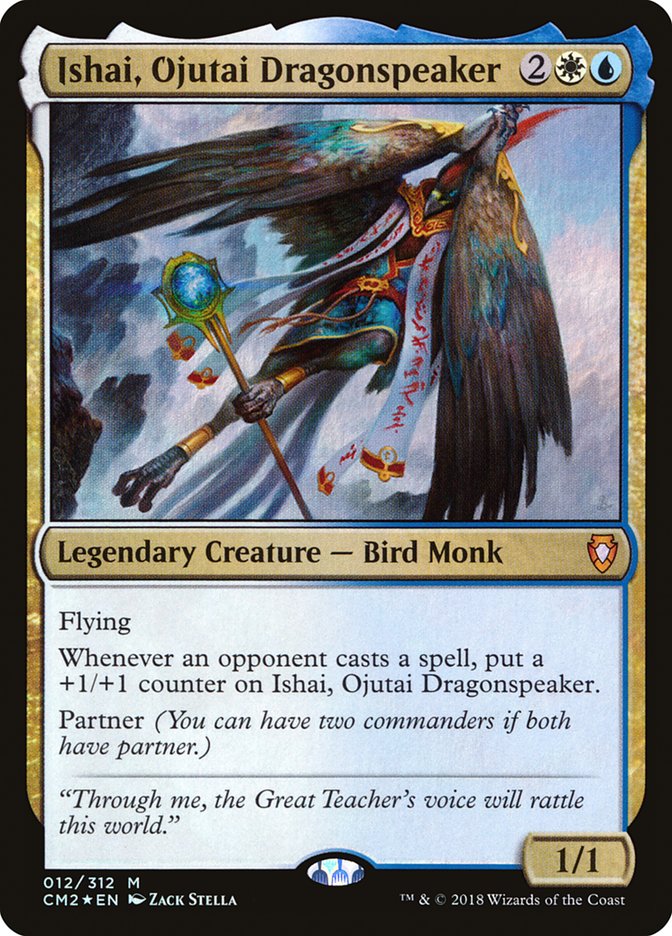 Ishai, Ojutai Dragonspeaker 2
Legendary Creature — Bird Monk
Flying
Whenever an opponent casts a spell, put a
+1/+1 counter on Ishai, Ojutai Dragonspeaker.
Partner (You can have two commanders if both
have partner.)
“Through me, the Great Teacher’s voice will rattle
this world.”
1/1
012/312 M
CM2★EN Zack Stella
™ & © 2018 Wizards of the Coast